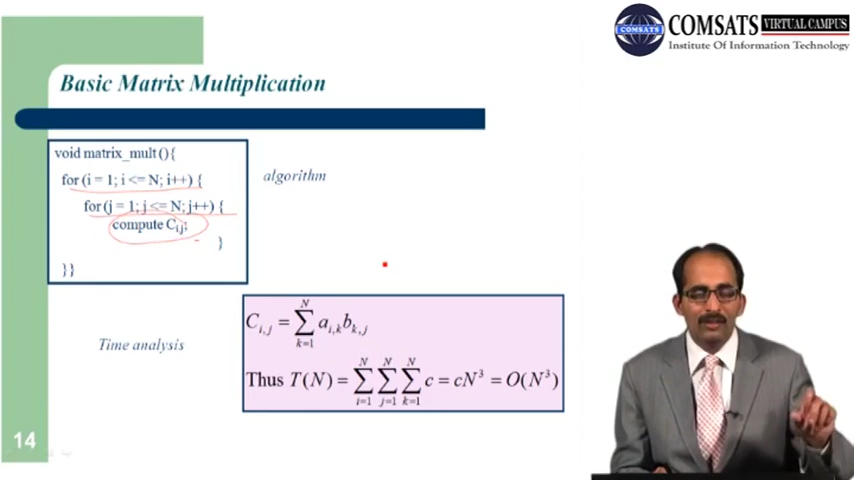 COMSATS VIRTUAL CAMPUS
COMSATS
Institute Of Information Technology
Basic Matrix Multiplication
void matrix_mult (){
for (i = 1; i <= N; i++) {
for (j = 1; j <= N; j++) {
compute C_{i,j};
}
}}
algorithm
Time analysis
C_{i,j} = \sum_{k=1}^{N} a_{i,k} b_{k,j}
Thus T(N) = \sum_{i=1}^{N} \sum_{j=1}^{N} \sum_{k=1}^{N} c = cN^3 = O(N^3)
14